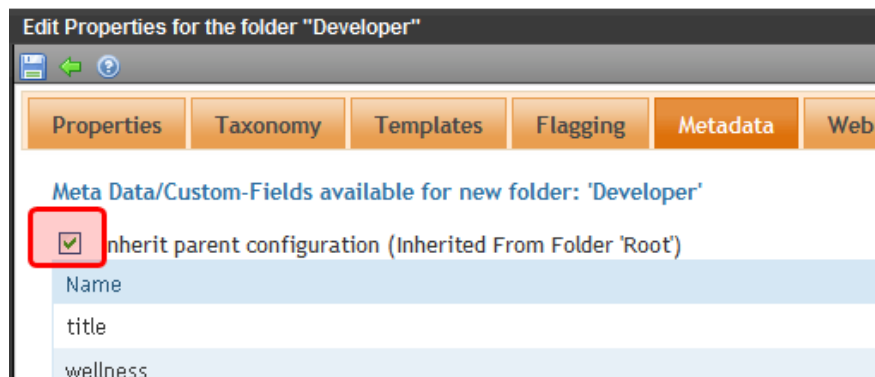 Edit Properties for the folder "Developer"
Properties Taxonomy Templates Flagging Metadata Web
Meta Data/Custom-Fields available for new folder: 'Developer'
nherit parent configuration (Inherited From Folder 'Root')
Name
title
wellness